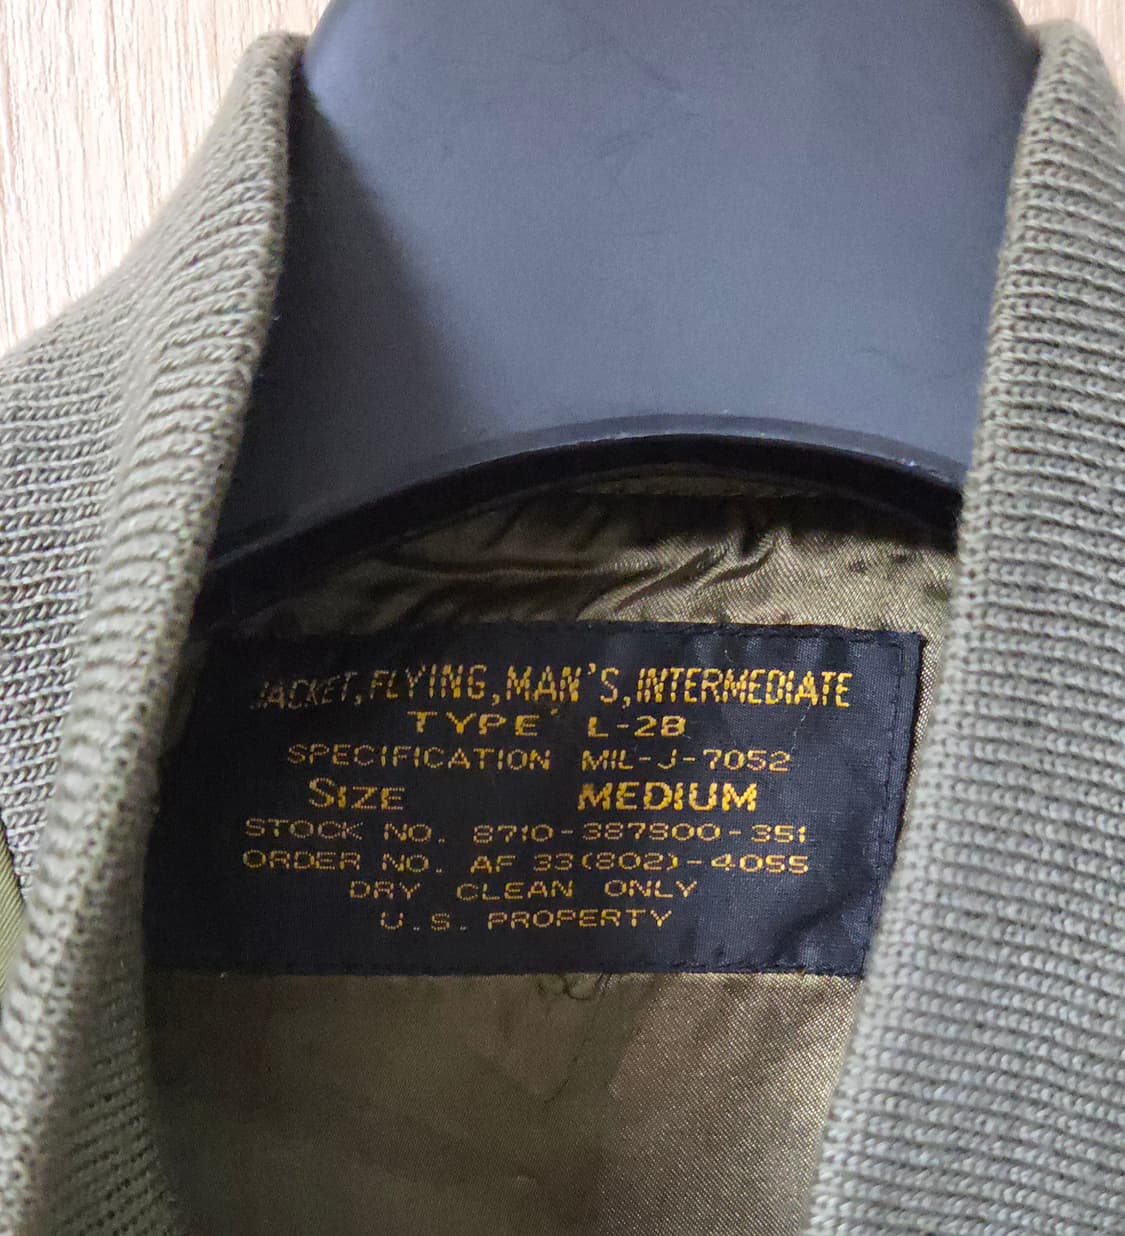 JACKET, FLYING, MAN'S, INTERMEDIATE
TYPE L-2B
SPECIFICATION MIL-J-7052
SIZE MEDIUM
STOCK NO. 8710-387900-351
ORDER NO. AF 33(802)-4055
DRY CLEAN ONLY
U.S. PROPERTY